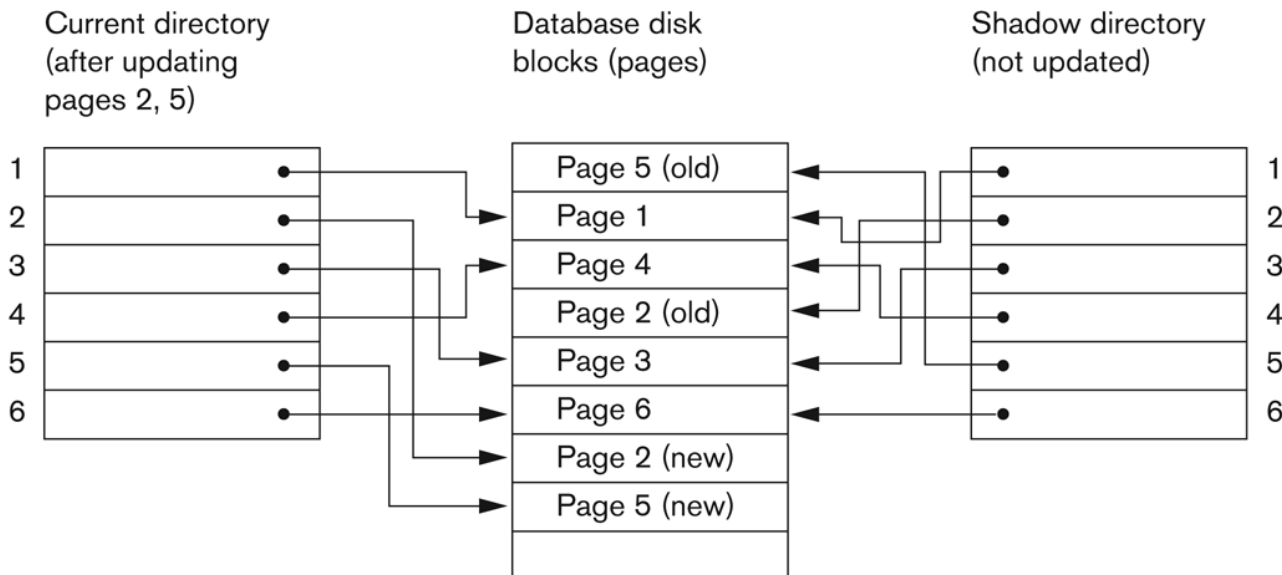 Current directory
(after updating
pages 2, 5)
Database disk
blocks (pages)
Shadow directory
(not updated)
1
2
3
4
5
6
Page 5 (old)
Page 1
Page 4
Page 2 (old)
Page 3
Page 6
Page 2 (new)
Page 5 (new)
1
2
3
4
5
6